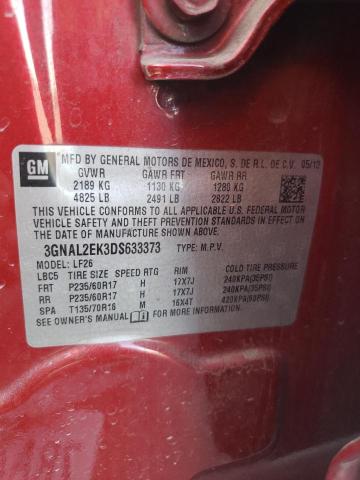 GM
MFD BY GENERAL MOTORS DE MEXICO, S. DE R.L. DE C.V. 05/13
GVWR GAWR FRT GAWR RR
2189 KG 1130 KG 1280 KG
4825 LB 2491 LB 2822 LB
THIS VEHICLE CONFORMS TO ALL APPLICABLE U.S.
FEDERAL MOTOR VEHICLE SAFETY AND THEFT PREVENTION
STANDARDS IN EFFECT ON THE DATE OF MANUFACTURE
SHOWN ABOVE.
3GNAL2EK3DS633373 TYPE: M.P.V.
MODEL: LF26
LBC5 TIRE SIZE SPEED RTG RIM COLD TIRE PRESSURE
FRT P235/60R17 H 17X7J 240KPA(35PSI)
RR P235/60R17 H 17X7J 240KPA(35PSI)
SPA T135/70R16 M 16X4T 420KPA(60PSI)
SEE OWNER'S MANUAL FOR MORE INFORMATION.